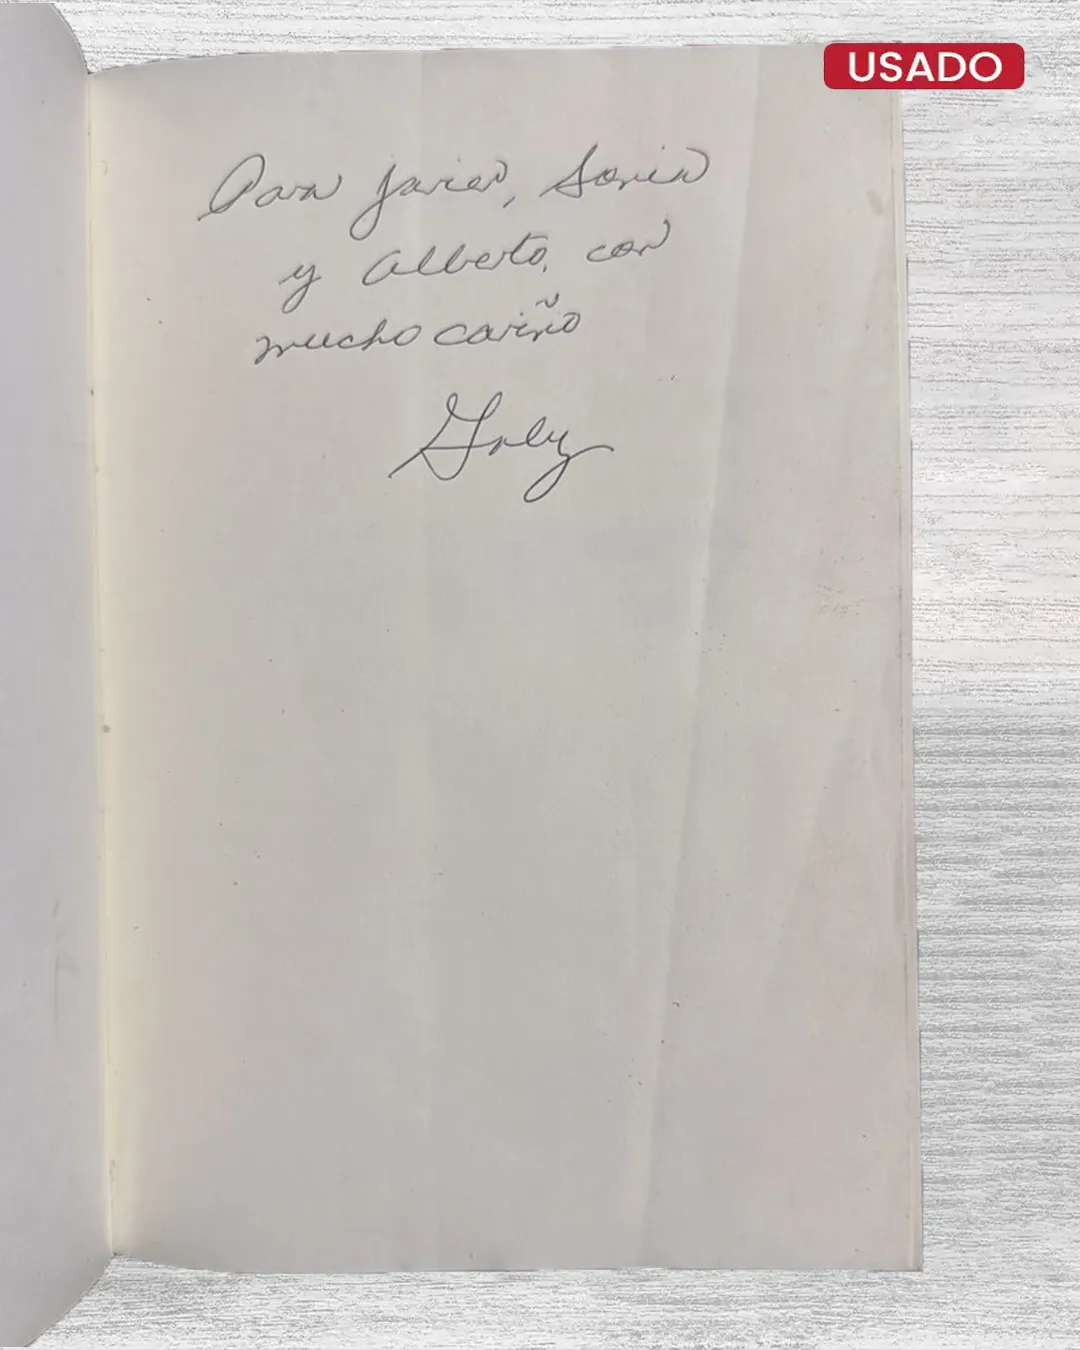 USADO
Para Javier, Sonia
y Alberto, con
mucho cariño